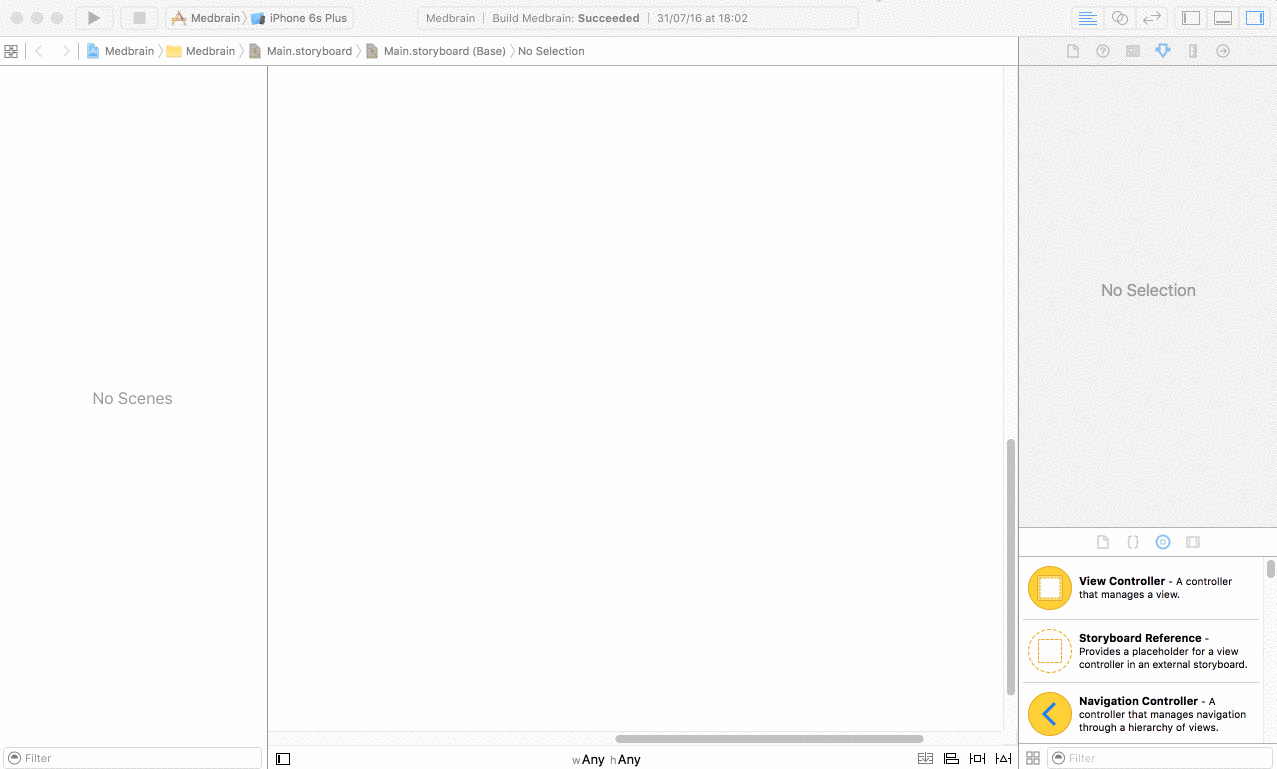 Medbrain iPhone 6s Plus
Medbrain Build Medbrain: Succeeded 31/07/16 at 18:02
Medbrain Medbrain Main.storyboard Main.storyboard (Base) No Selection
No Scenes
No Selection
View Controller - A controller
that manages a view.
Storyboard Reference -
Provides a placeholder for a view
controller in an external storyboard.
Navigation Controller - A
controller that manages navigation
through a hierarchy of views.
Filter
wAny hAny
Filter